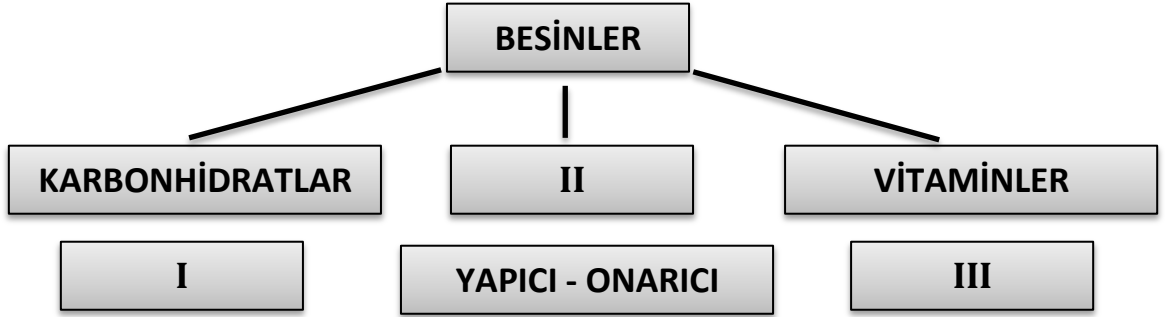 BESİNLER
KARBONHİDRATLAR
II
VİTAMİNLER
I
YAPICI - ONARICI
III